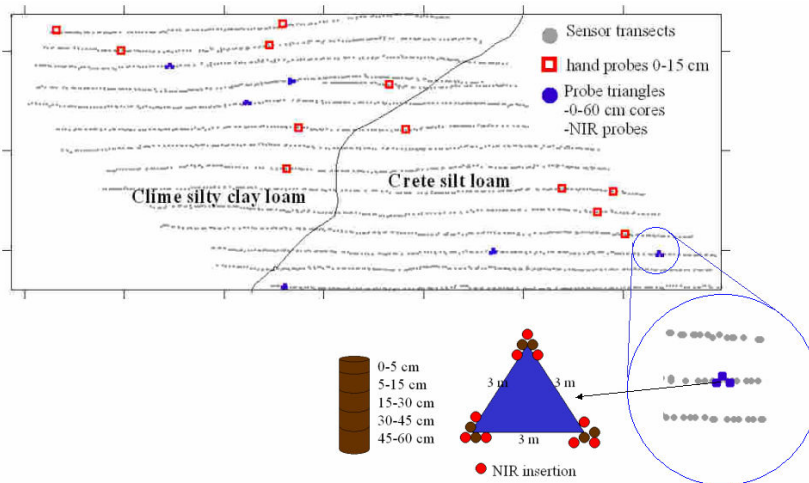 Sensor transects
hand probes 0-15 cm
Probe triangles
-0-60 cm cores
-NIR probes
Crete silt loam
Clime silty clay loam
0-5 cm
5-15 cm
15-30 cm
30-45 cm
45-60 cm
3 m
3 m
3 m
NIR insertion